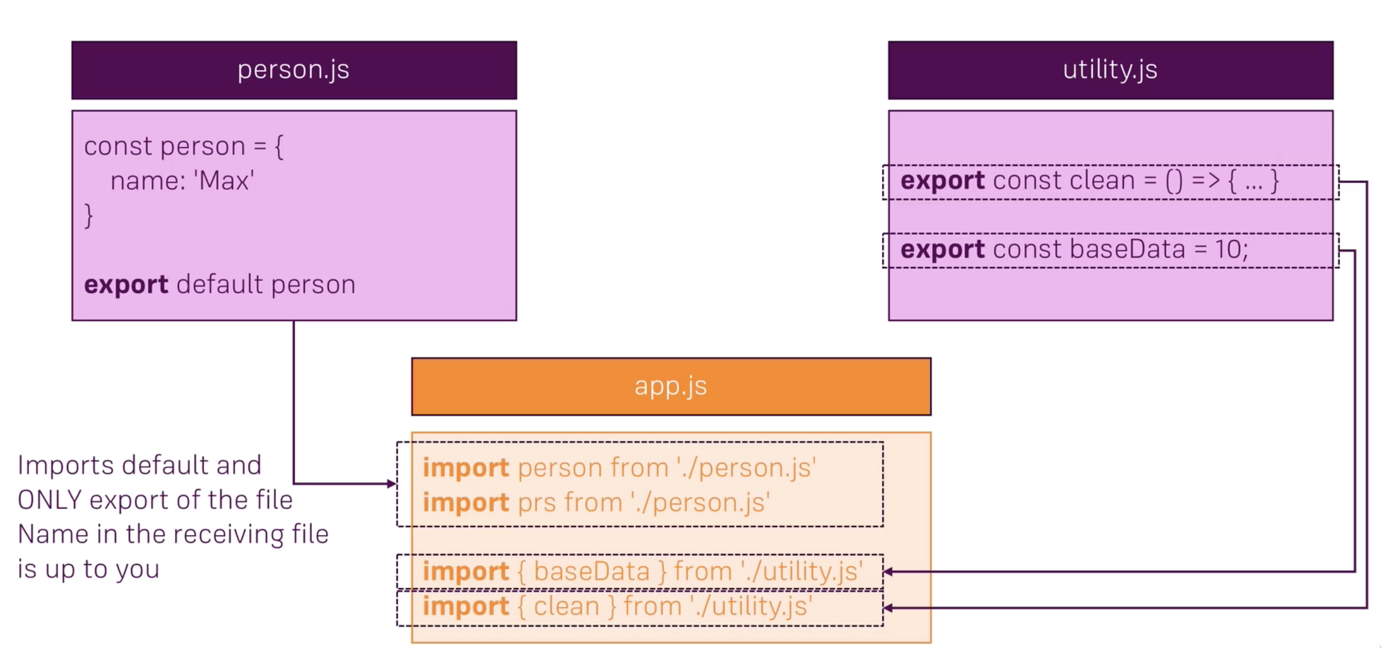 person.js
const person = {
name: 'Max'
}
export default person
utility.js
export const clean = () => { ... }
export const baseData = 10;
app.js
import person from './person.js'
import prs from './person.js'
import { baseData } from './utility.js'
import { clean } from './utility.js'
Imports default and
ONLY export of the file
Name in the receiving file
is up to you